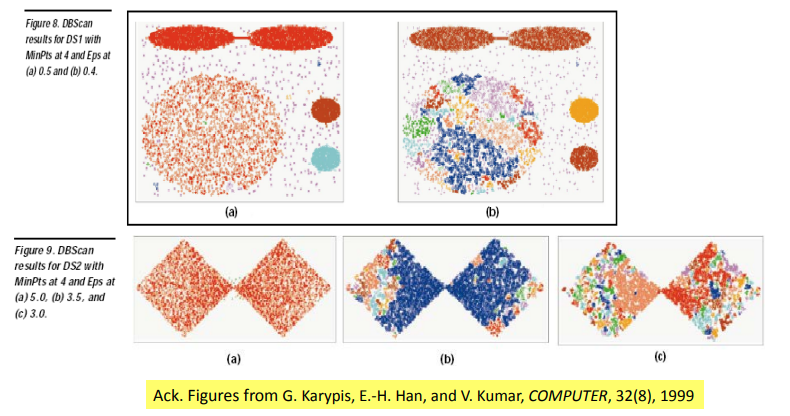 Figure 8. DBScan
results for DS1 with
MinPts at 4 and Eps at
(a) 0.5 and (b) 0.4.
(a)
(b)
Figure 9. DBScan
results for DS2 with
MinPts at 4 and Eps at
(a) 5.0, (b) 3.5, and
(c) 3.0.
(a)
(b)
(c)
Ack. Figures from G. Karypis, E.-H. Han, and V. Kumar, COMPUTER, 32(8), 1999